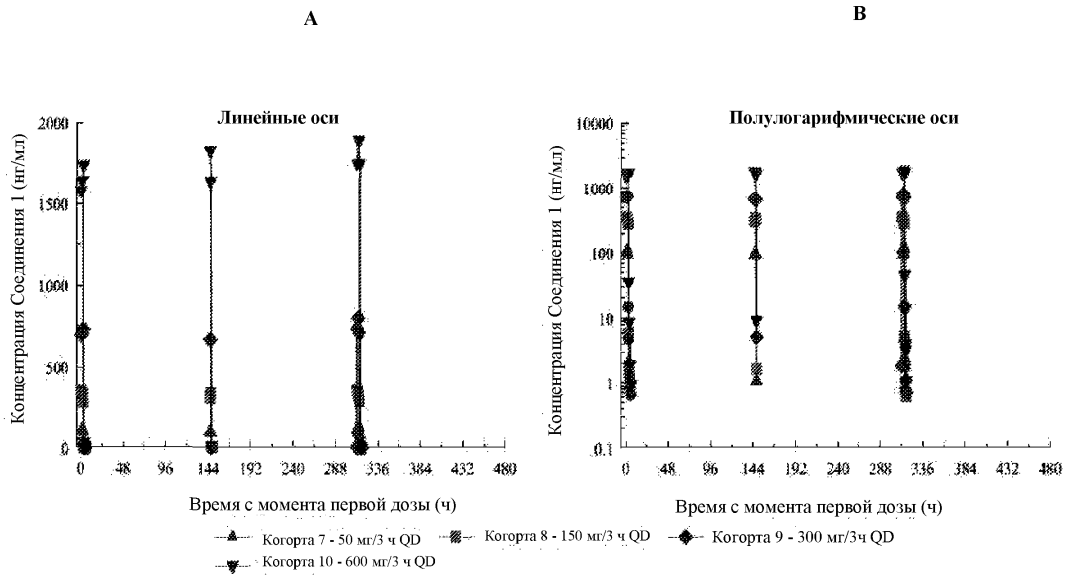 A
B
Линейные оси
Полулогарифмические оси
Концентрация Соединения 1 (нг/мл)
2000
1500
1000
500
0
0 48 96 144 192 240 288 336 384 432 480
Время с момента первой дозы (ч)
Концентрация Соединения 1 (нг/мл)
10000
1000
100
10
1
0.1
0 48 96 144 192 240 288 336 384 432 480
Время с момента первой дозы (ч)
Когорта 7 - 50 мг/3 ч QD
Когорта 8 - 150 мг/3 ч QD
Когорта 9 - 300 мг/3ч QD
Когорта 10 - 600 мг/3 ч QD